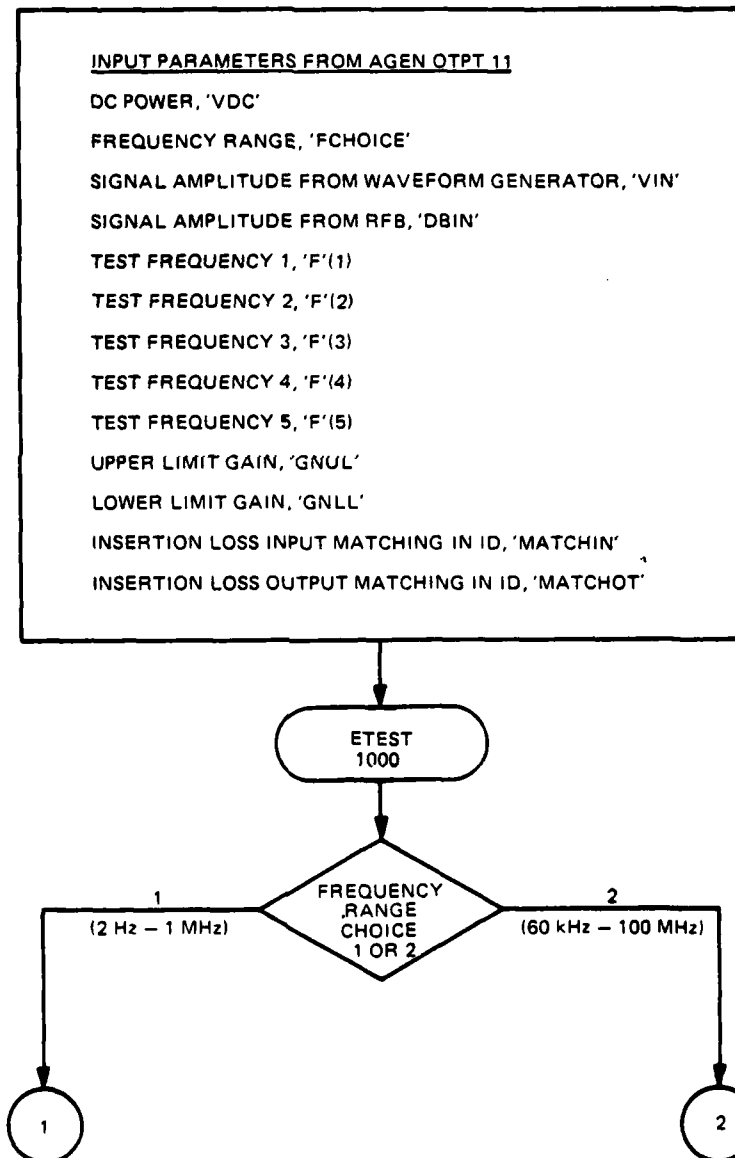 INPUT PARAMETERS FROM AGEN OTPT 11
DC POWER, 'VDC'
FREQUENCY RANGE, 'FCHOICE'
SIGNAL AMPLITUDE FROM WAVEFORM GENERATOR, 'VIN'
SIGNAL AMPLITUDE FROM RFB, 'DBIN'
TEST FREQUENCY 1, 'F'(1)
TEST FREQUENCY 2, 'F'(2)
TEST FREQUENCY 3, 'F'(3)
TEST FREQUENCY 4, 'F'(4)
TEST FREQUENCY 5, 'F'(5)
UPPER LIMIT GAIN, 'GNUL'
LOWER LIMIT GAIN, 'GNLL'
INSERTION LOSS INPUT MATCHING IN ID, 'MATCHIN'
INSERTION LOSS OUTPUT MATCHING IN ID, 'MATCHOT'
ETEST
1000
FREQUENCY
RANGE
CHOICE
1 OR 2
1
(2 Hz – 1 MHz)
2
(60 kHz – 100 MHz)
1
2